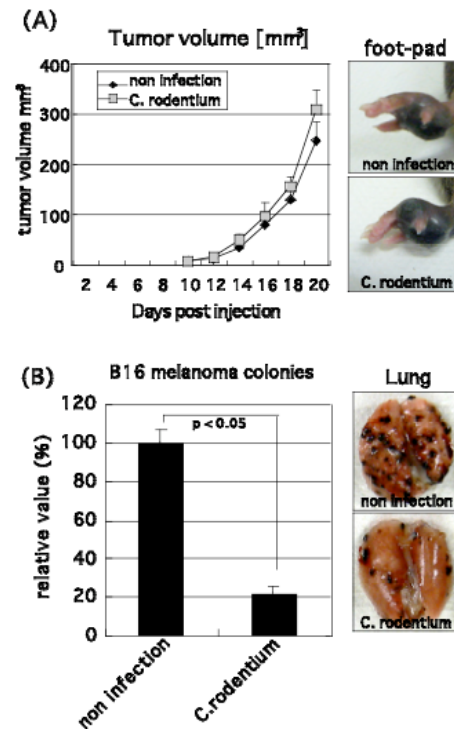 (A)
Tumor volume [mm³]
non infection
C. rodentium
tumor volume mm³
400
300
200
100
0
2 4 6 8 10 12 14 16 18 20
Days post injection
foot-pad
non infection
C. rodentium
(B)
B16 melanoma colonies
p < 0.05
relative value (%)
120
100
80
60
40
20
0
non infection
C.rodentium
Lung
non infection
C. rodentium